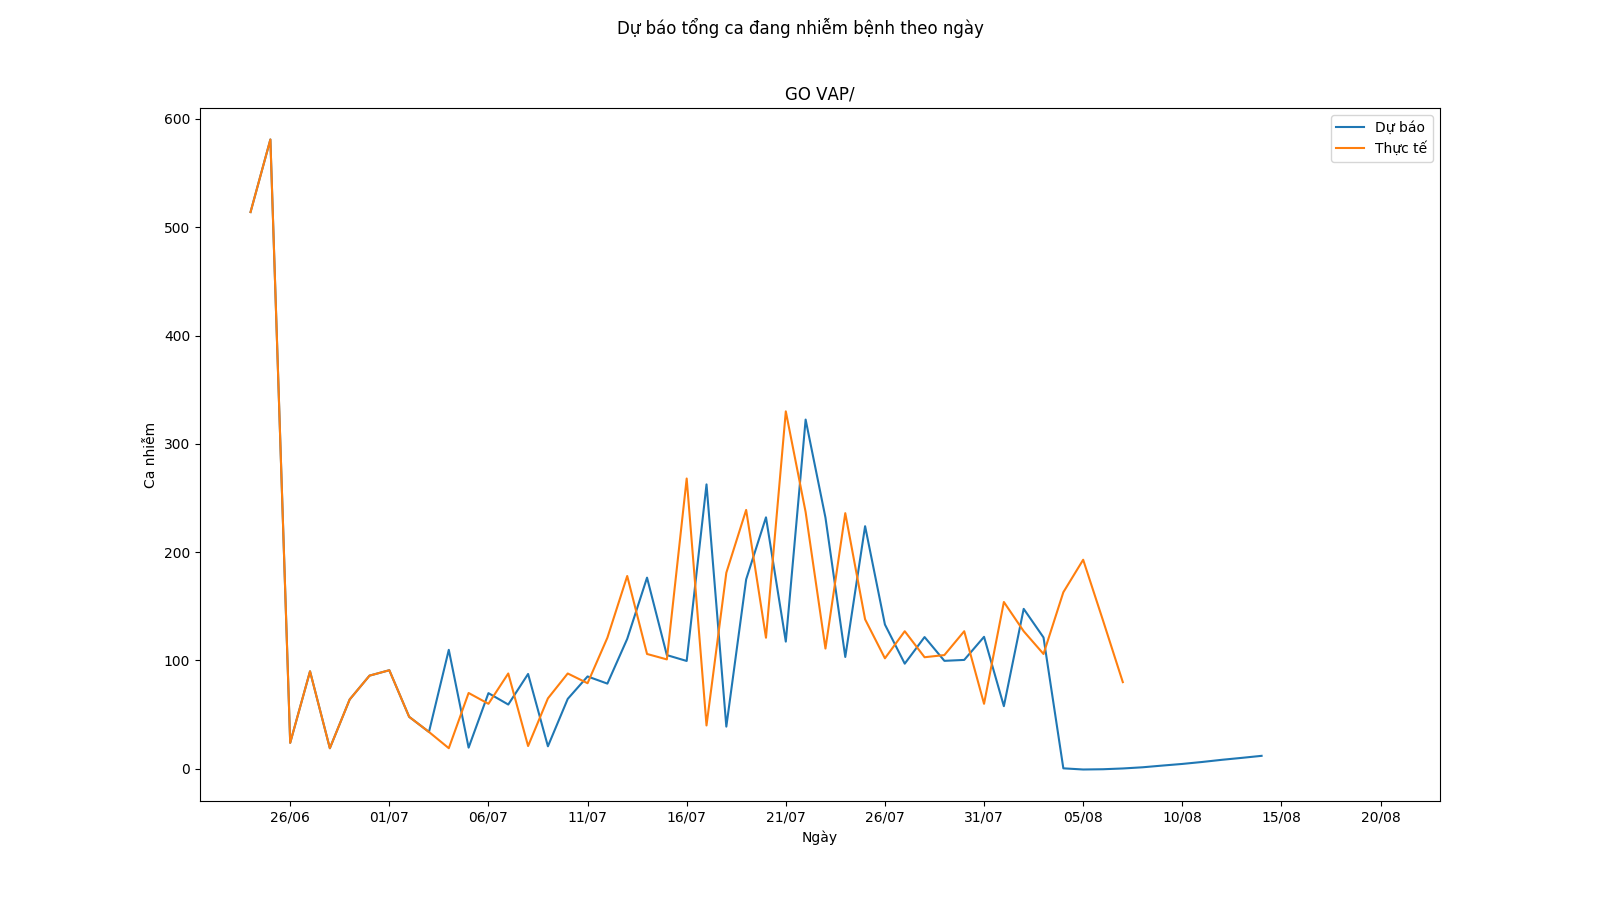 Dự báo tổng ca đang nhiễm bệnh theo ngày
GO VAP/
Dự báo
Thực tế
600
500
400
300
200
100
0
Ca nhiễm
26/06 01/07 06/07 11/07 16/07 21/07 26/07 31/07 05/08 10/08 15/08 20/08
Ngày